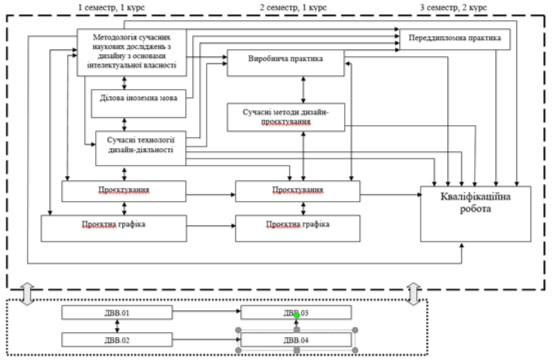 1 семестр, 1 курс
2 семестр, 1 курс
3 семестр, 2 курс
Методологія сучасних
наукових досліджень з
дизайну з основами
інтелектуальної власності
Переддипломна практика
Виробнича практика
Ділова іноземна мова
Сучасні методи дизайн-
проєктування
Сучасні технології
дизайн-діяльності
Проєктування
Проєктування
Кваліфікаційна
робота
Проєктна графіка
Проєктна графіка
ДВВ.01
ДВВ.03
ДВВ.02
ДВВ.04